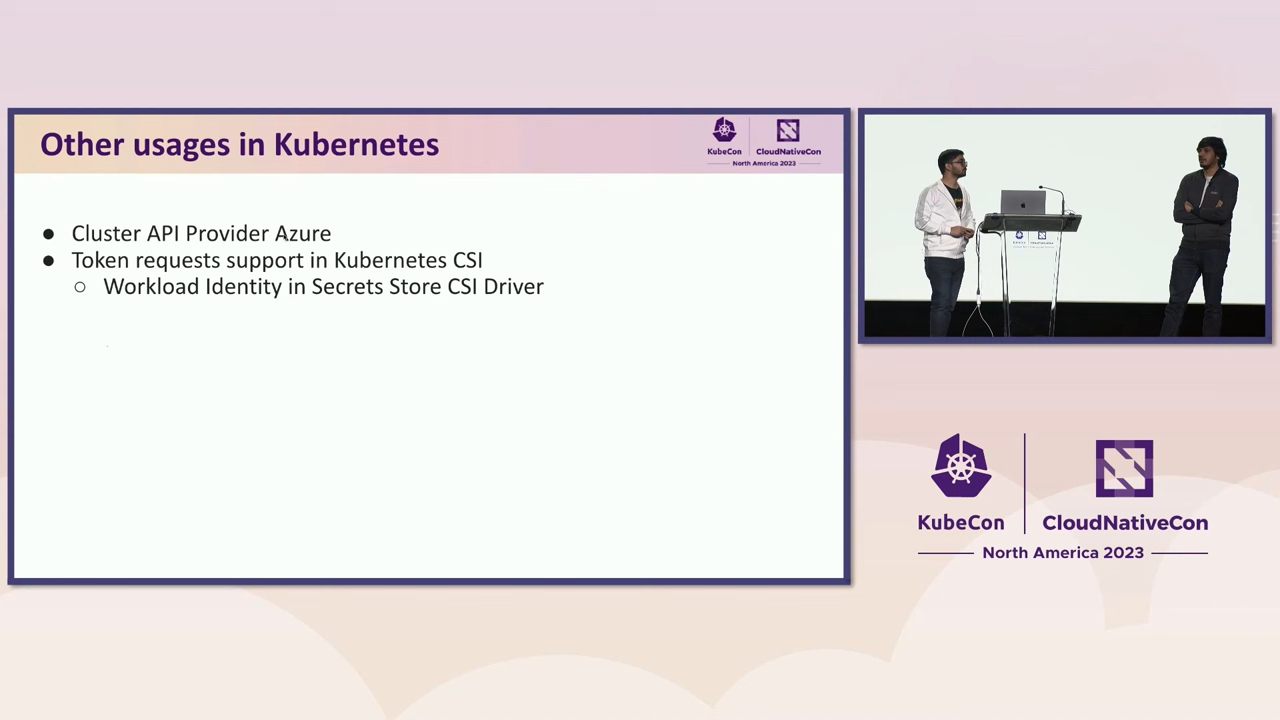 Other usages in Kubernetes
KubeCon
CloudNativeCon
North America 2023
● Cluster API Provider Azure
● Token requests support in Kubernetes CSI
○ Workload Identity in Secrets Store CSI Driver
KubeCon
CloudNativeCon
North America 2023